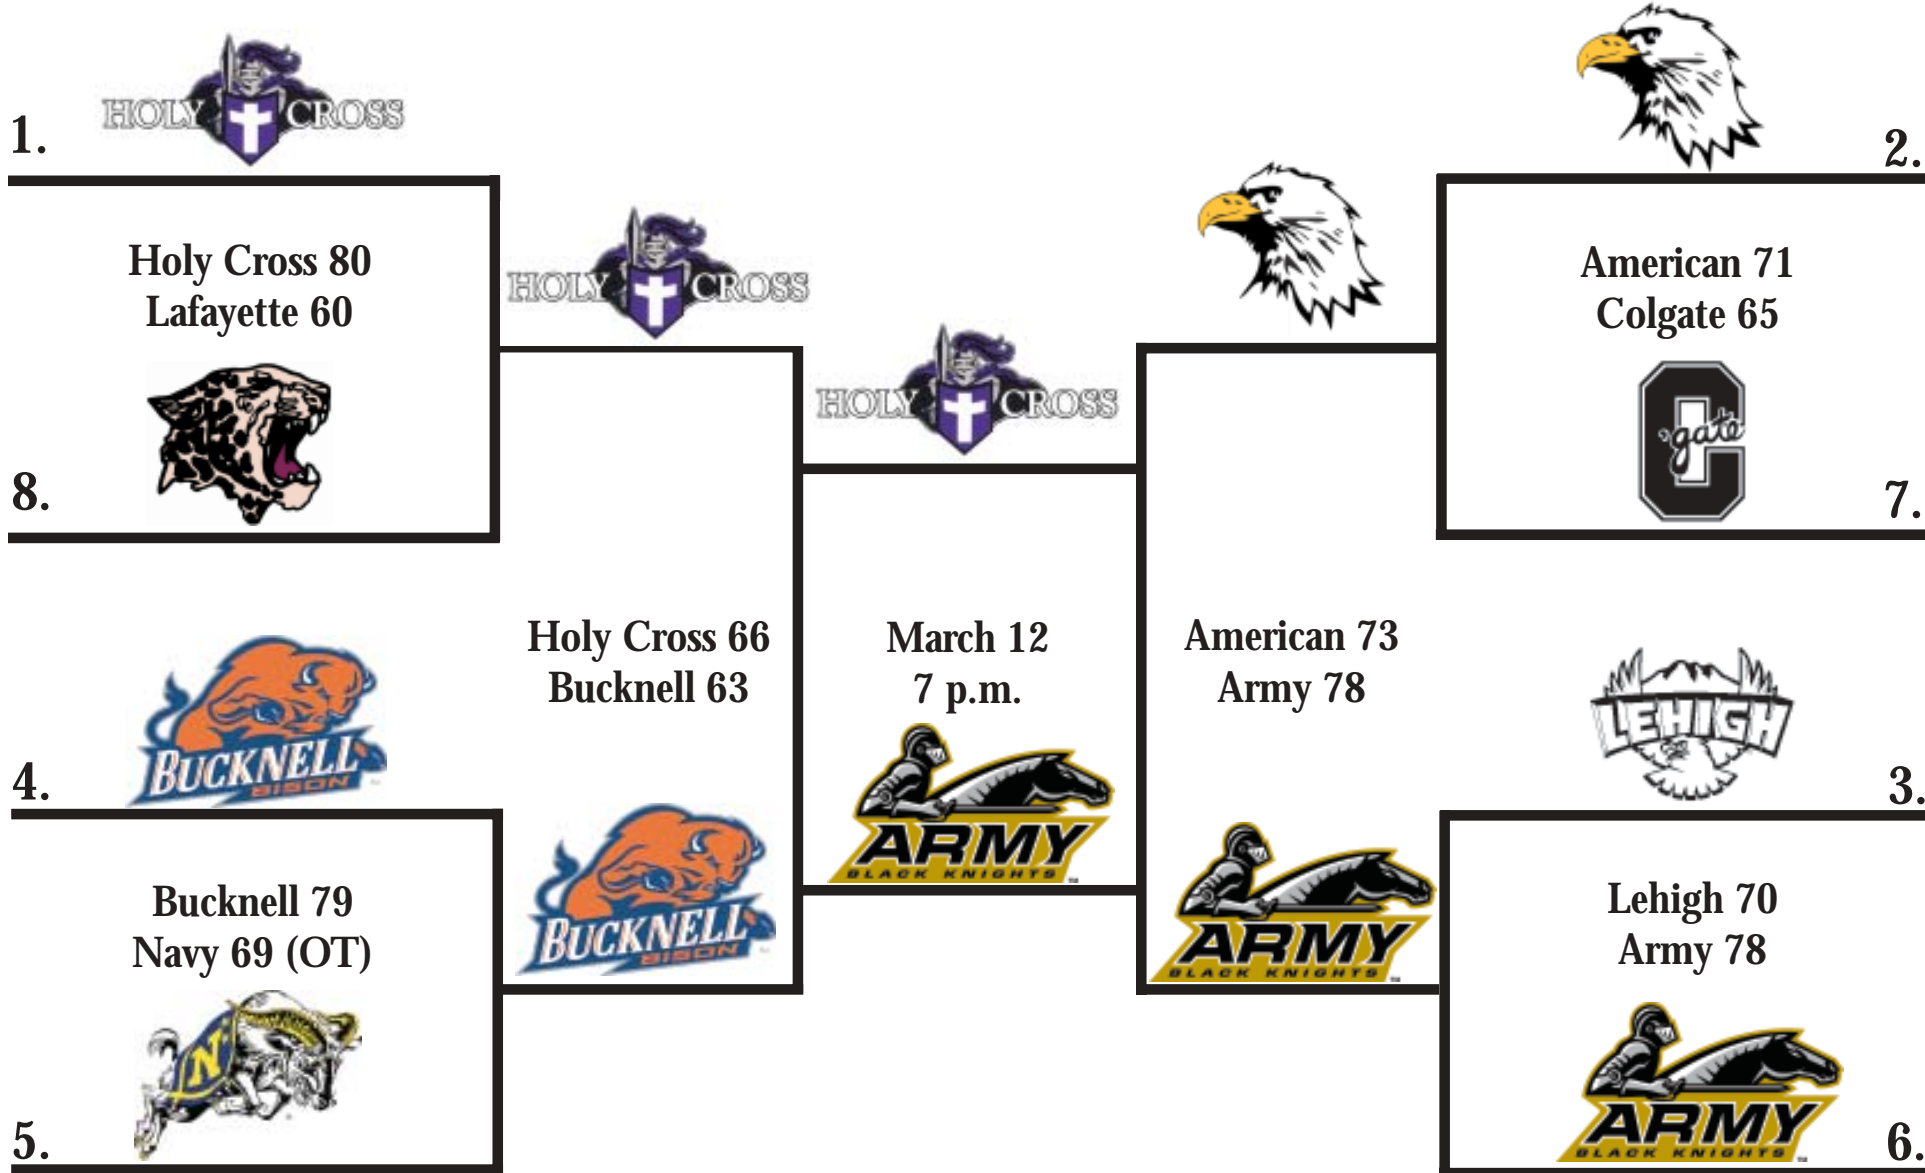 1.
HOLY CROSS
Holy Cross 80
Lafayette 60
8.
4.
BUCKNELL
BISON
Bucknell 79
Navy 69 (OT)
N
5.
HOLY CROSS
Holy Cross 66
Bucknell 63
BUCKNELL
BISON
HOLY CROSS
March 12
7 p.m.
ARMY
BLACK KNIGHTS
TM
American 73
Army 78
ARMY
BLACK KNIGHTS
TM
2.
American 71
Colgate 65
C
'gate
7.
LEHIGH
3.
Lehigh 70
Army 78
ARMY
BLACK KNIGHTS
TM
6.